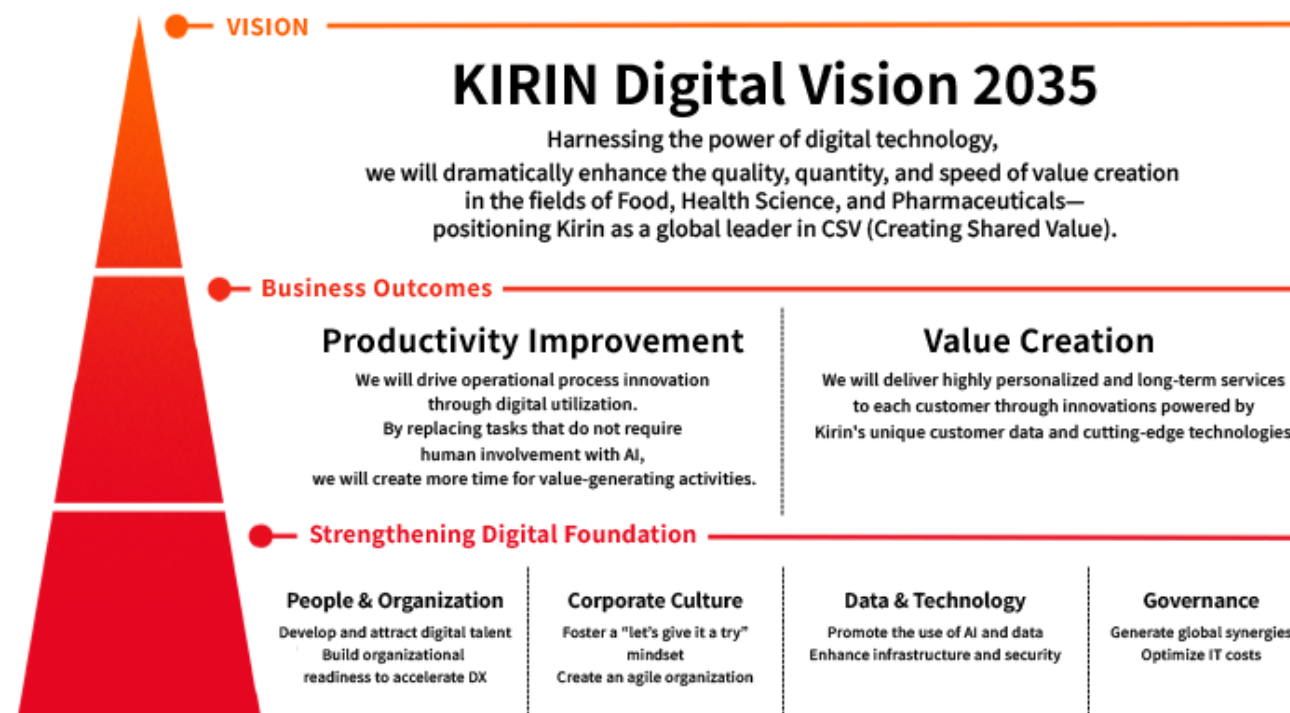 VISION
KIRIN Digital Vision 2035
Harnessing the power of digital technology,
we will dramatically enhance the quality, quantity, and speed of value creation
in the fields of Food, Health Science, and Pharmaceuticals—
positioning Kirin as a global leader in CSV (Creating Shared Value).
Business Outcomes
Productivity Improvement
We will drive operational process innovation
through digital utilization.
By replacing tasks that do not require
human involvement with AI,
we will create more time for value-generating activities.
Value Creation
We will deliver highly personalized and long-term services
to each customer through innovations powered by
Kirin's unique customer data and cutting-edge technologies
Strengthening Digital Foundation
People & Organization
Develop and attract digital talent
Build organizational
readiness to accelerate DX
Corporate Culture
Foster a “let’s give it a try”
mindset
Create an agile organization
Data & Technology
Promote the use of AI and data
Enhance infrastructure and security
Governance
Generate global synergies
Optimize IT costs